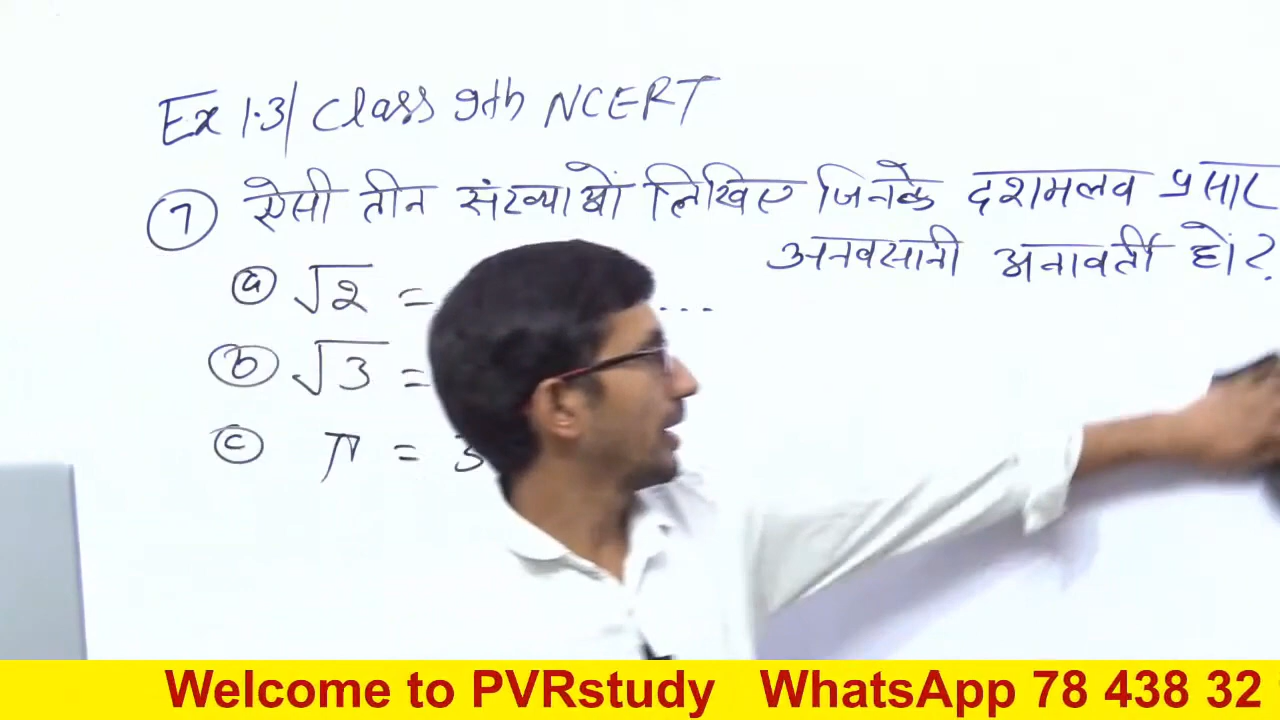 Ex 1.3| Class 9th NCERT
7 ऐसी तीन संख्याओं लिखिए जिनके दशमलव प्रसार
अनवसानी अनावर्ती हों?
a √2 = ...
b √3 =
c π = 3
Welcome to PVRstudy WhatsApp 78 438 32